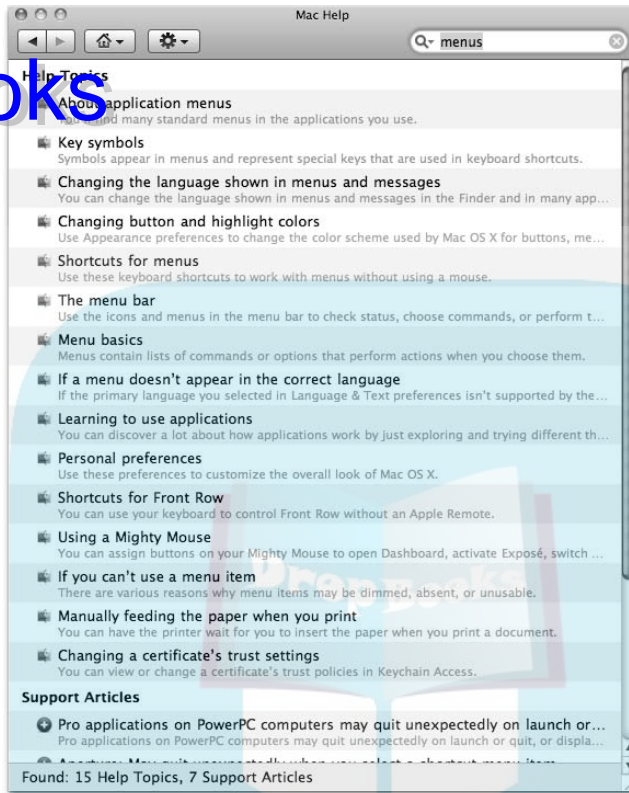 Mac Help
menus
Help Topics
oks
About application menus
You'll find many standard menus in the applications you use.
Key symbols
Symbols appear in menus and represent special keys that are used in keyboard shortcuts.
Changing the language shown in menus and messages
You can change the language shown in menus and messages in the Finder and in many app...
Changing button and highlight colors
Use Appearance preferences to change the color scheme used by Mac OS X for buttons, me...
Shortcuts for menus
Use these keyboard shortcuts to work with menus without using a mouse.
The menu bar
Use the icons and menus in the menu bar to check status, choose commands, or perform t...
Menu basics
Menus contain lists of commands or options that perform actions when you choose them.
If a menu doesn't appear in the correct language
If the primary language you selected in Language & Text preferences isn't supported by the...
Learning to use applications
You can discover a lot about how applications work by just exploring and trying different th...
Personal preferences
Use these preferences to customize the overall look of Mac OS X.
Shortcuts for Front Row
You can use your keyboard to control Front Row without an Apple Remote.
Using a Mighty Mouse
You can assign buttons on your Mighty Mouse to open Dashboard, activate Exposé, switch ...
If you can't use a menu item
There are various reasons why menu items may be dimmed, absent, or unusable.
DropBooks
Manually feeding the paper when you print
You can have the printer wait for you to insert the paper when you print a document.
Changing a certificate's trust settings
You can view or change a certificate's trust policies in Keychain Access.
Support Articles
Pro applications on PowerPC computers may quit unexpectedly on launch or...
Pro applications on PowerPC computers may quit unexpectedly on launch or quit, or displa...
Aperture: May quit unexpectedly when you select a shortcut menu item
Found: 15 Help Topics, 7 Support Articles